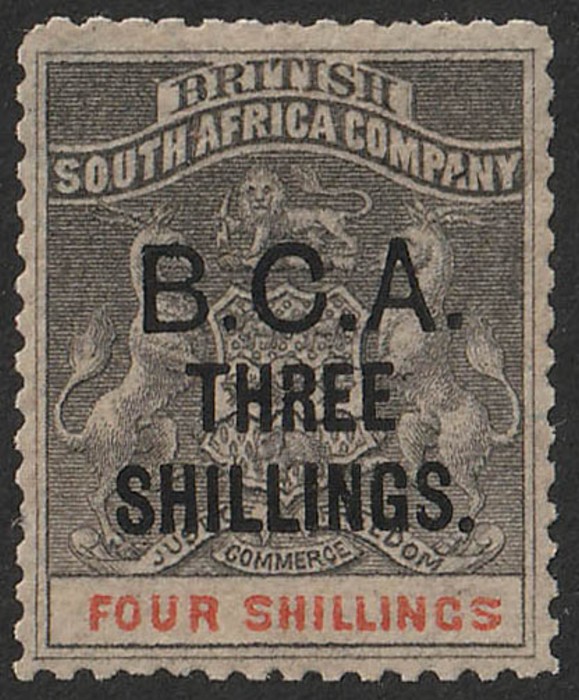 BRITISH
SOUTH AFRICA COMPANY
B.C.A.
THREE
SHILLINGS.
COMMERCE
FOUR SHILLINGS